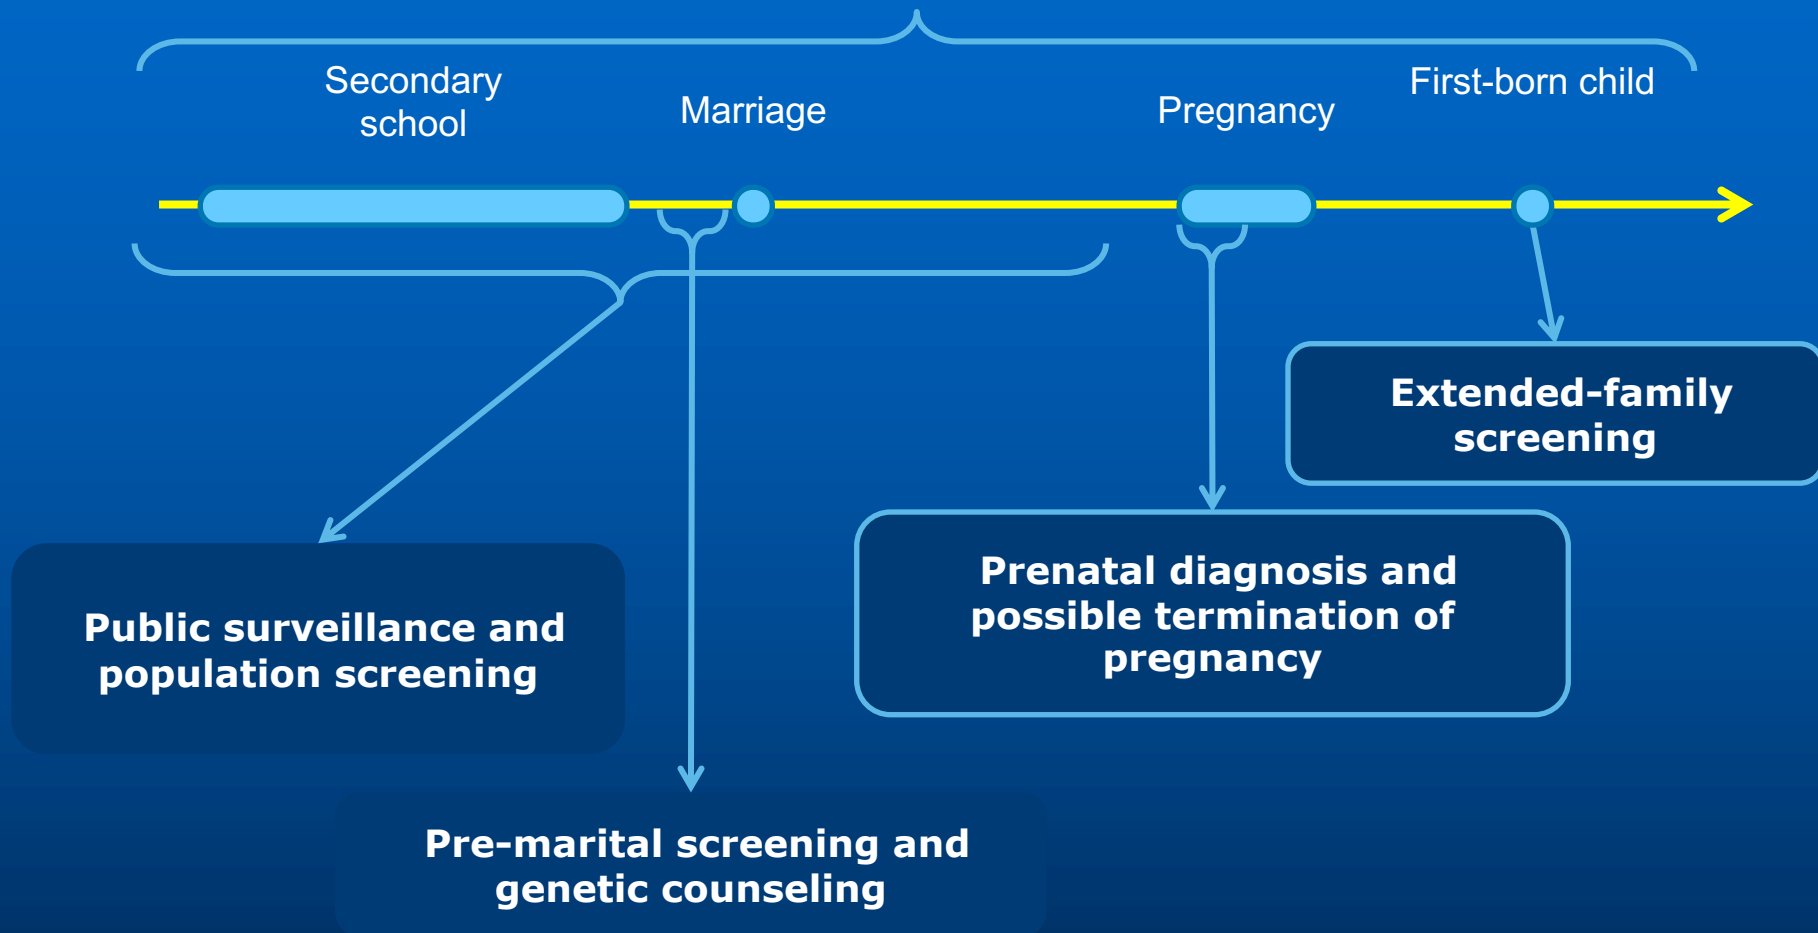 Secondary
school
Marriage
Pregnancy
First-born child
Extended-family
screening
Prenatal diagnosis and
possible termination of
pregnancy
Public surveillance and
population screening
Pre-marital screening and
genetic counseling